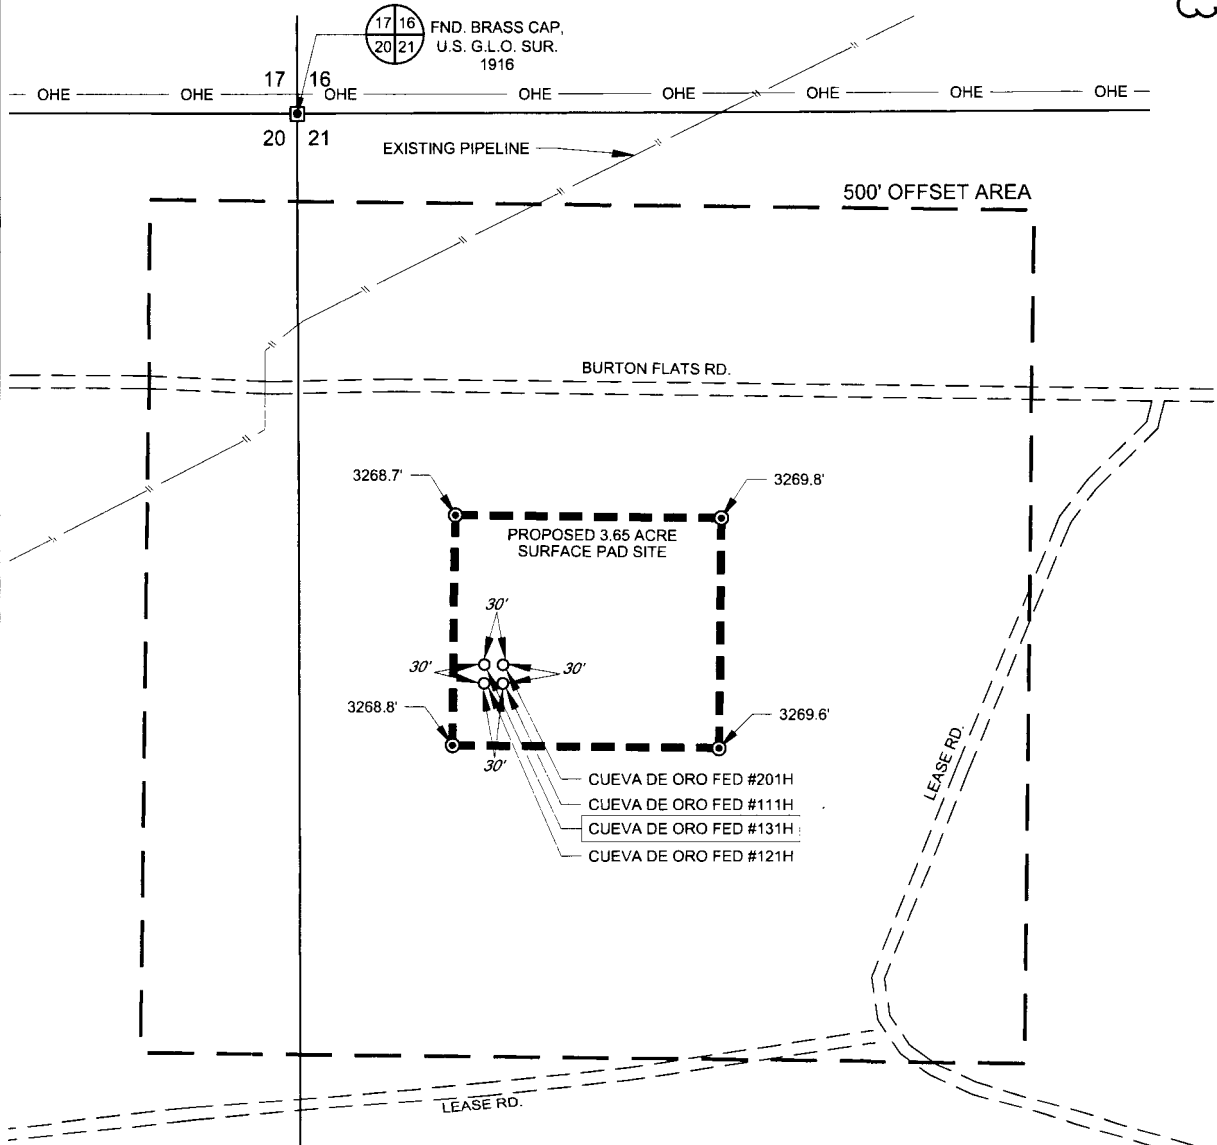 3
17 16
20 21
FND. BRASS CAP,
U.S. G.L.O. SUR.
1916
17 16
OHE OHE OHE OHE OHE OHE OHE OHE
20 21
EXISTING PIPELINE
500' OFFSET AREA
BURTON FLATS RD.
3268.7'
3269.8'
PROPOSED 3.65 ACRE
SURFACE PAD SITE
30'
30'
30'
3268.8'
3269.6'
30'
LEASE RD.
CUEVA DE ORO FED #201H
CUEVA DE ORO FED #111H
CUEVA DE ORO FED #131H
CUEVA DE ORO FED #121H
LEASE RD.